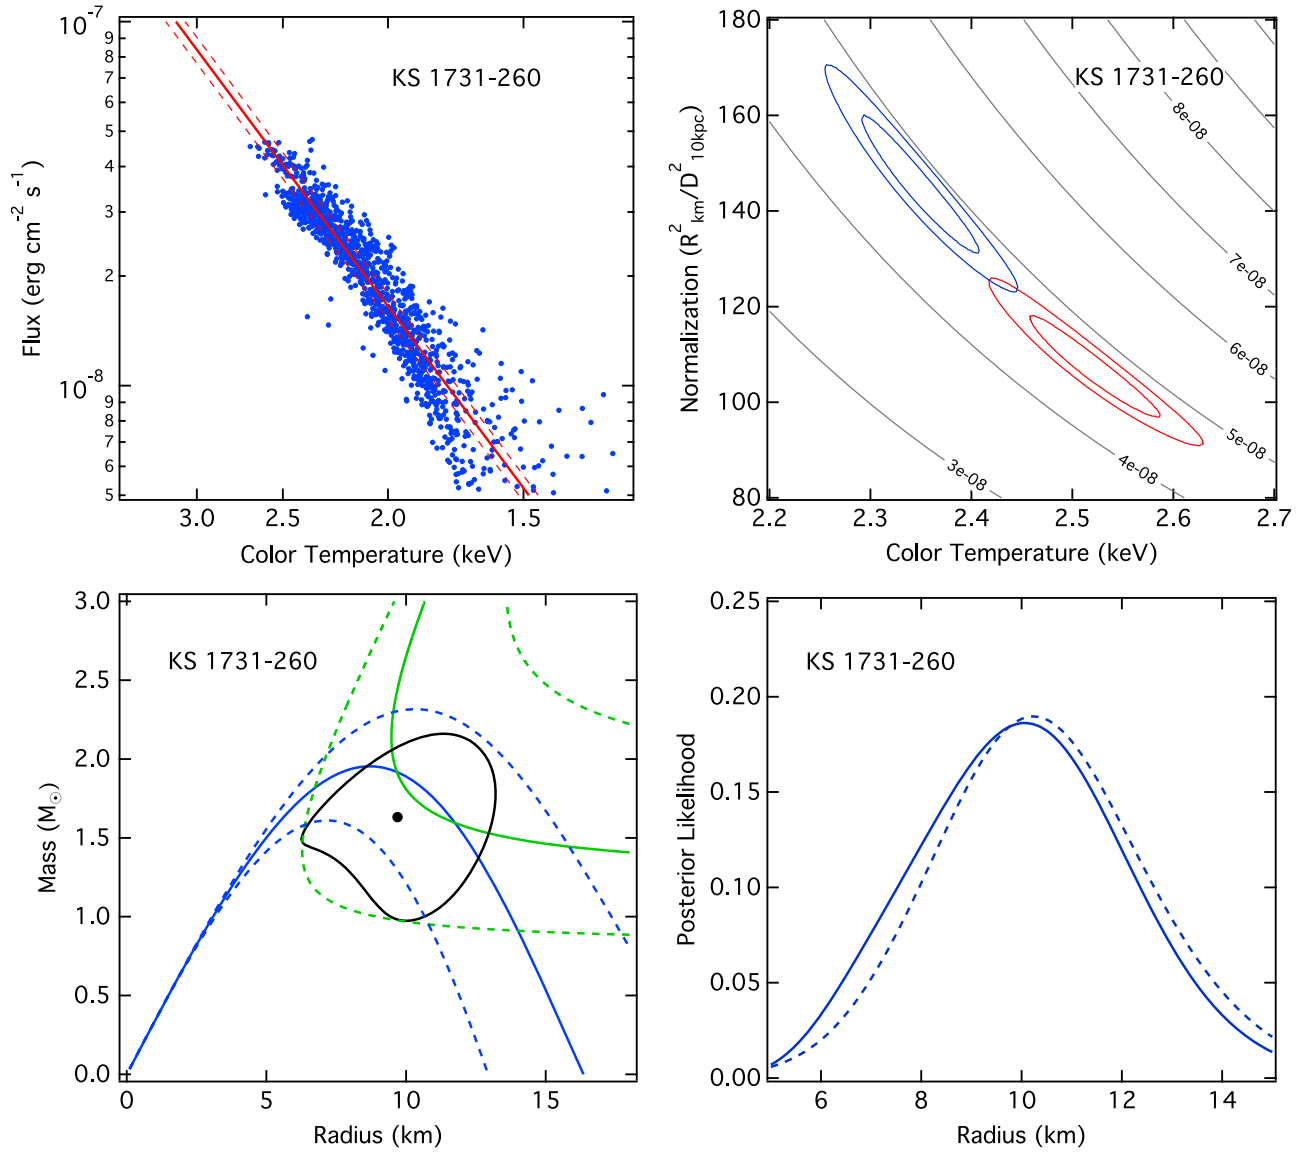 10^-7
9
8
7
6
5
4
3
2
10^-8
9
8
7
6
5
Flux (erg cm^-2 s^-1)
KS 1731-260
3.0 2.5 2.0 1.5
Color Temperature (keV)
180
160
140
120
100
80
Normalization (R^2_km/D^2_10kpc)
KS 1731-260
8e-08
7e-08
6e-08
5e-08
4e-08
3e-08
2.2 2.3 2.4 2.5 2.6 2.7
Color Temperature (keV)
3.0
2.5
2.0
1.5
1.0
0.5
0.0
Mass (M_⊙)
KS 1731-260
0 5 10 15
Radius (km)
0.25
0.20
0.15
0.10
0.05
0.00
Posterior Likelihood
KS 1731-260
6 8 10 12 14
Radius (km)